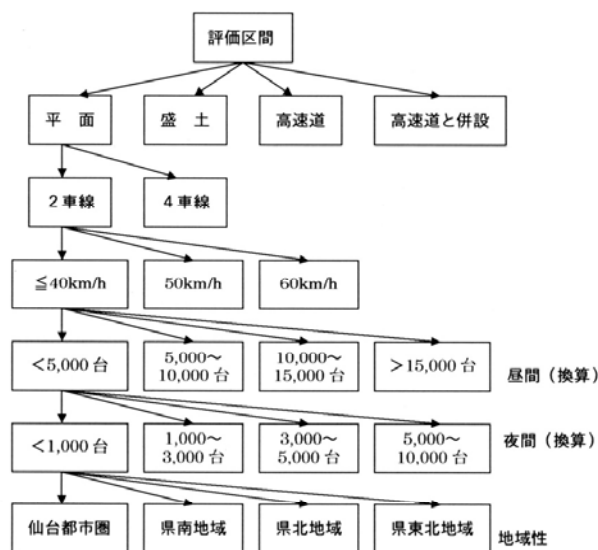 評価区間
平　面
盛　土
高速道
高速道と併設
2車線
4車線
≦40km/h
50km/h
60km/h
<5,000台
5,000～
10,000台
10,000～
15,000台
>15,000台
昼間（換算）
<1,000台
1,000～
3,000台
3,000～
5,000台
5,000～
10,000台
夜間（換算）
仙台都市圏
県南地域
県北地域
県東北地域
地域性